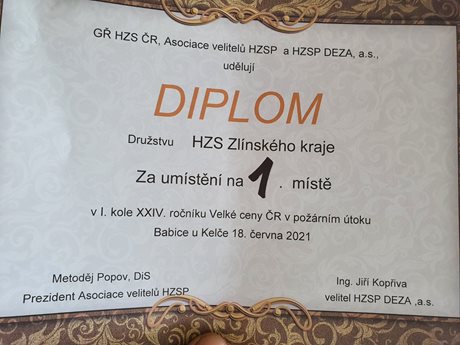 GŘ HZS ČR, Asociace velitelů HZSP a HZSP DEZA, a.s.,
udělují
DIPLOM
Družstvu HZS Zlínského kraje
Za umístění na 1. místě
v I. kole XXIV. ročníku Velké ceny ČR v požárním útoku
Babice u Kelče 18. června 2021
Metoděj Popov, DiS
Prezident Asociace velitelů HZSP
Ing. Jiří Kopřiva
velitel HZSP DEZA ,a.s.